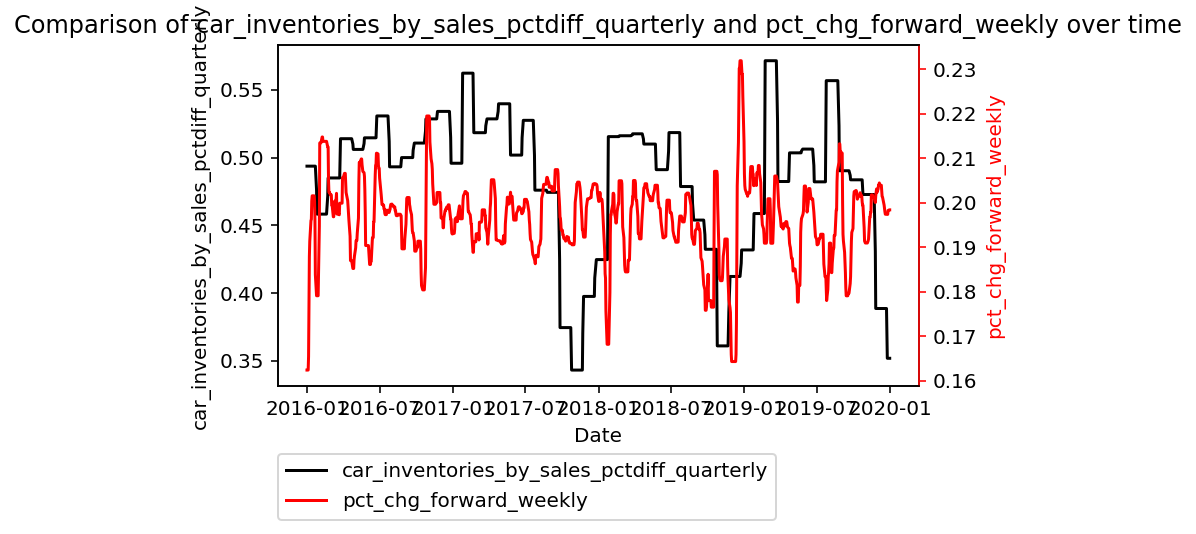 Comparison of car_inventories_by_sales_pctdiff_quarterly and pct_chg_forward_weekly over time
car_inventories_by_sales_pctdiff_quarterly
0.55
0.50
0.45
0.40
0.35
0.23
0.22
0.21
0.20
0.19
0.18
0.17
0.16
pct_chg_forward_weekly
2016-01 2016-07 2017-01 2017-07 2018-01 2018-07 2019-01 2019-07 2020-01
Date
car_inventories_by_sales_pctdiff_quarterly
pct_chg_forward_weekly